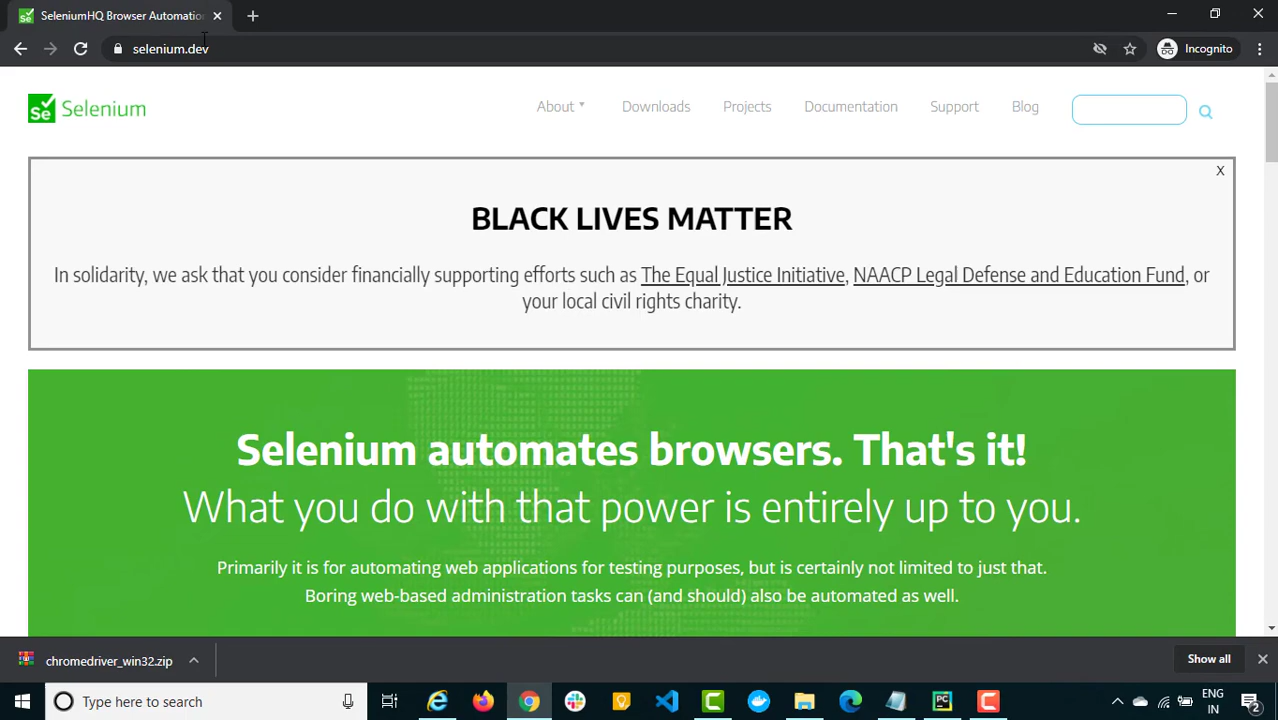 SeleniumHQ Browser Automatio
selenium.dev
Incognito
Se Selenium
About
Downloads
Projects
Documentation
Support
Blog
X
BLACK LIVES MATTER
In solidarity, we ask that you consider financially supporting efforts such as The Equal Justice Initiative, NAACP Legal Defense and Education Fund, or
your local civil rights charity.
Selenium automates browsers. That's it!
What you do with that power is entirely up to you.
Primarily it is for automating web applications for testing purposes, but is certainly not limited to just that.
Boring web-based administration tasks can (and should) also be automated as well.
chromedriver_win32.zip
Show all
Type here to search
PC
ENG
IN
2